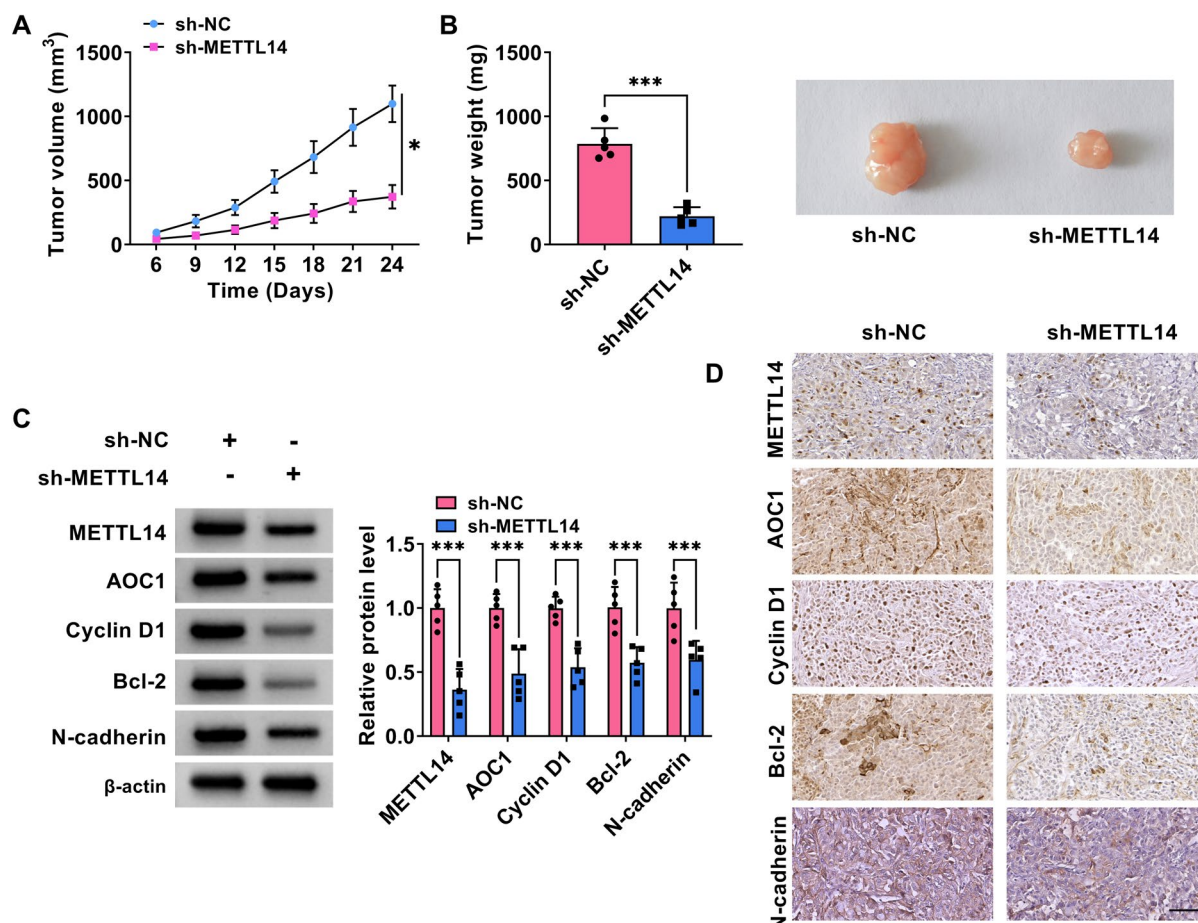 A
sh-NC
sh-METTL14
Tumor volume (mm³)
1500
1000
500
0
*
6 9 12 15 18 21 24
Time (Days)
B
Tumor weight (mg)
1500
1000
500
0
***
sh-NC
sh-METTL14
sh-NC sh-METTL14
C
sh-NC + -
sh-METTL14 - +
METTL14
AOC1
Cyclin D1
Bcl-2
N-cadherin
β-actin
sh-NC
sh-METTL14
Relative protein level
1.5
1.0
0.5
0.0
*** *** *** *** ***
METTL14
AOC1
Cyclin D1
Bcl-2
N-cadherin
D
sh-NC sh-METTL14
METTL14
AOC1
Cyclin D1
Bcl-2
N-cadherin